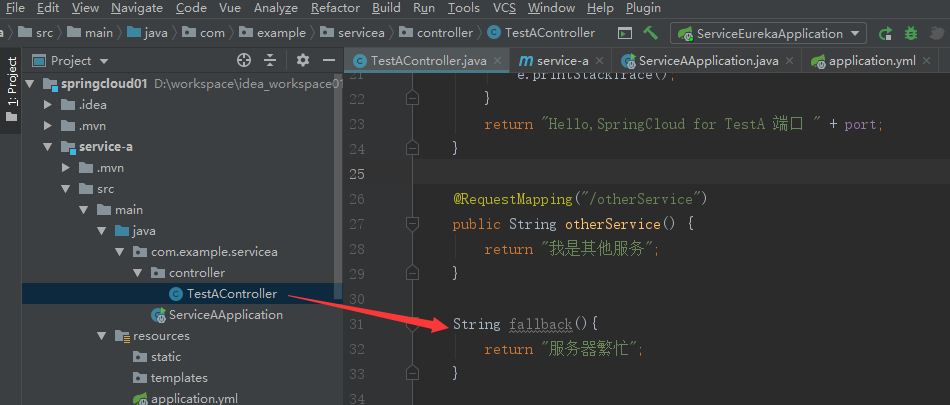 File Edit View Navigate Code Vue Analyze Refactor Build Run Tools VCS Window Help Plugin
src main java com example servicea controller TestAController ServiceEurekaApplication
1: Project
Project
TestAController.java service-a ServiceAApplication.java application.yml
springcloud01 D:\workspace\idea_workspace01
.idea
.mvn
service-a
.mvn
src
main
java
com.example.servicea
controller
TestAController
ServiceAApplication
resources
static
templates
application.yml
21 e.printStackTrace();
22 }
23 return "Hello,SpringCloud for TestA 端口 " + port;
24 }
25
26 @RequestMapping("/otherService")
27 public String otherService() {
28 return "我是其他服务";
29 }
30
31 String fallback(){
32 return "服务器繁忙";
33 }
34